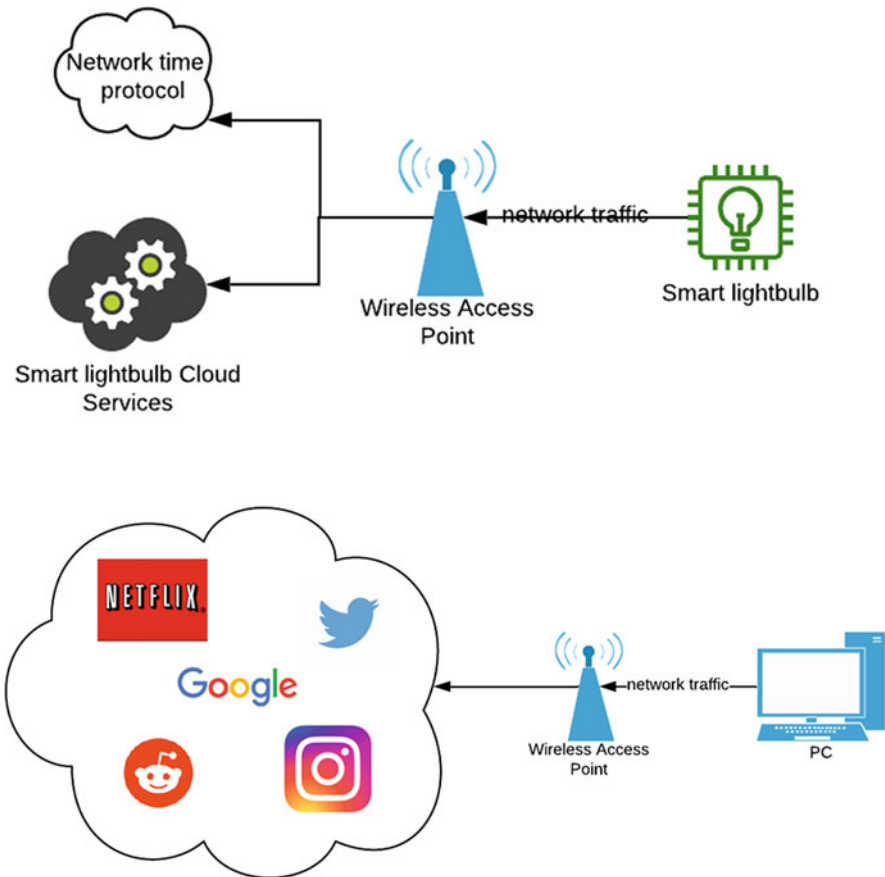 Network time
protocol
network traffic
Smart lightbulb
Wireless Access
Point
Smart lightbulb Cloud
Services
NETFLIX
Google
network traffic
Wireless Access
Point
PC